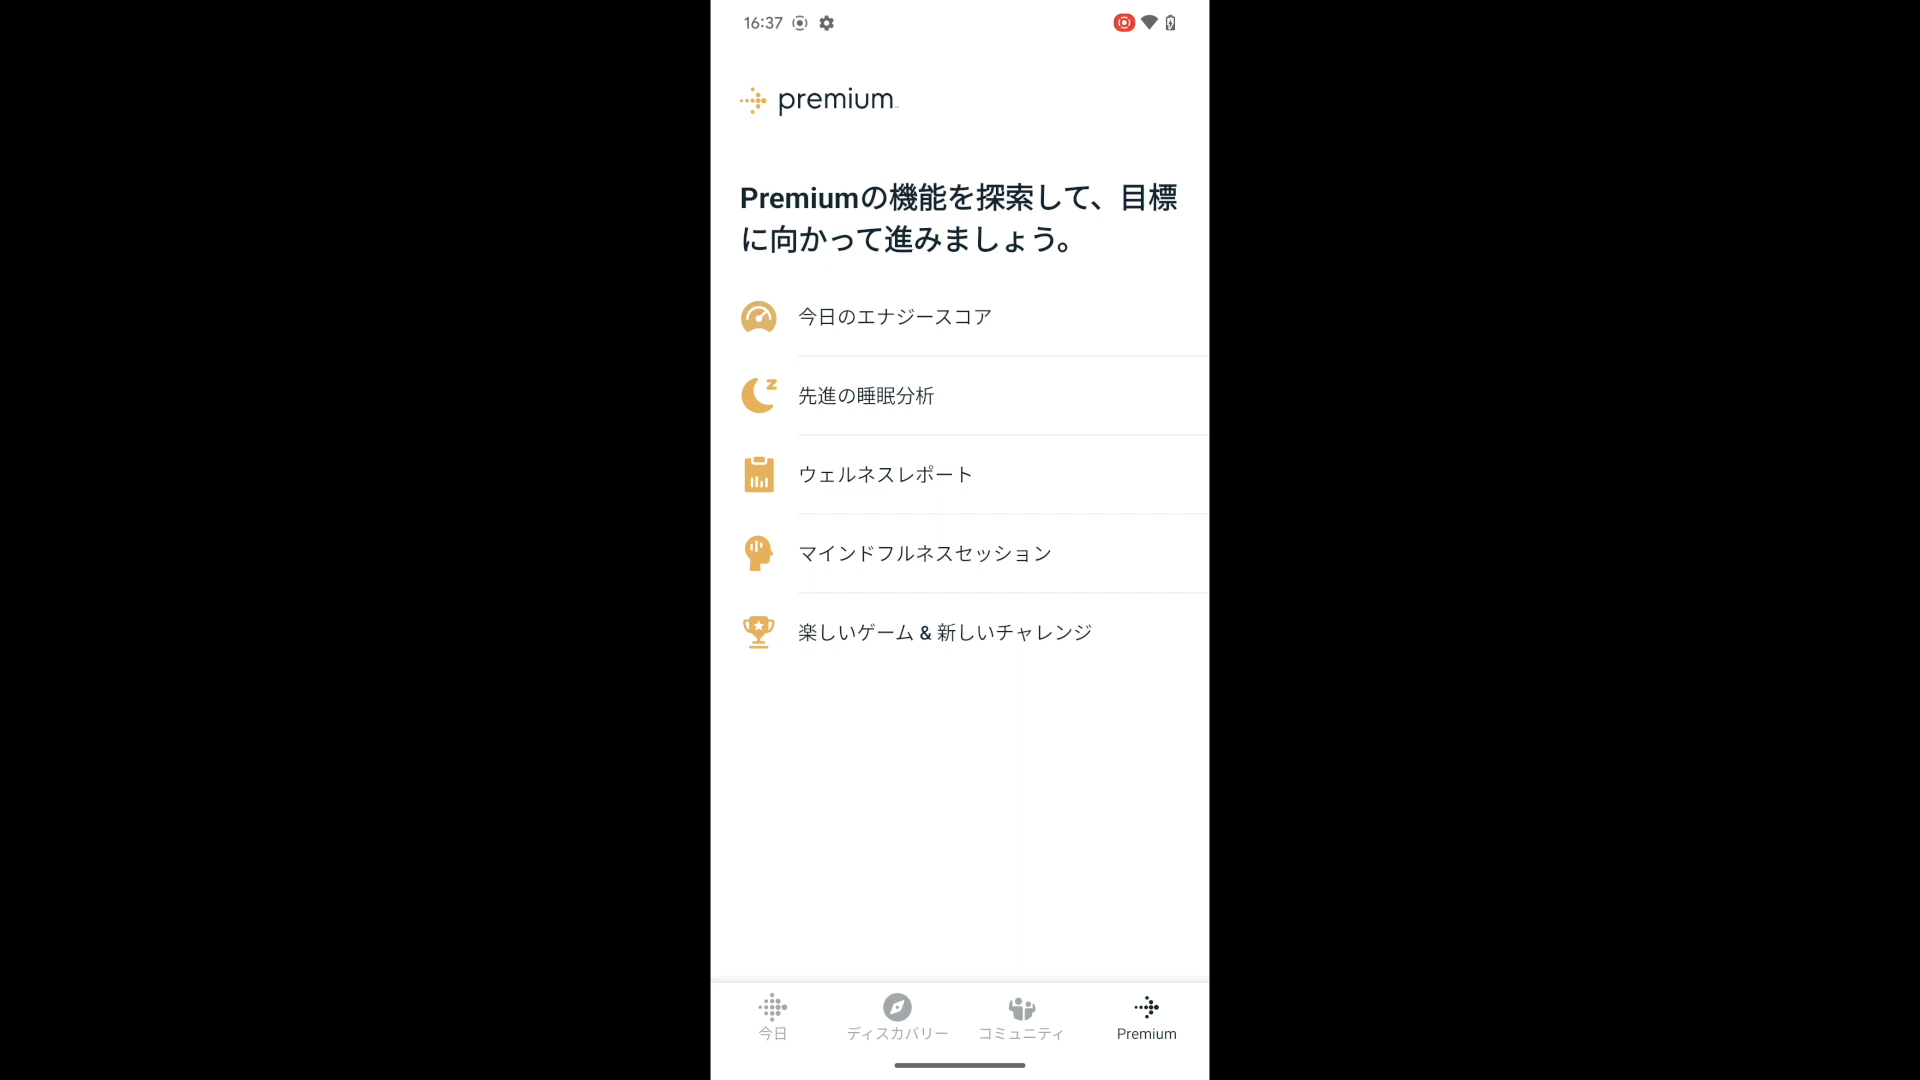 16:37
premium
Premiumの機能を探索して、目標
に向かって進みましょう。
今日のエナジースコア
先進の睡眠分析
ウェルネスレポート
マインドフルネスセッション
楽しいゲーム & 新しいチャレンジ
今日
ディスカバリー
コミュニティ
Premium